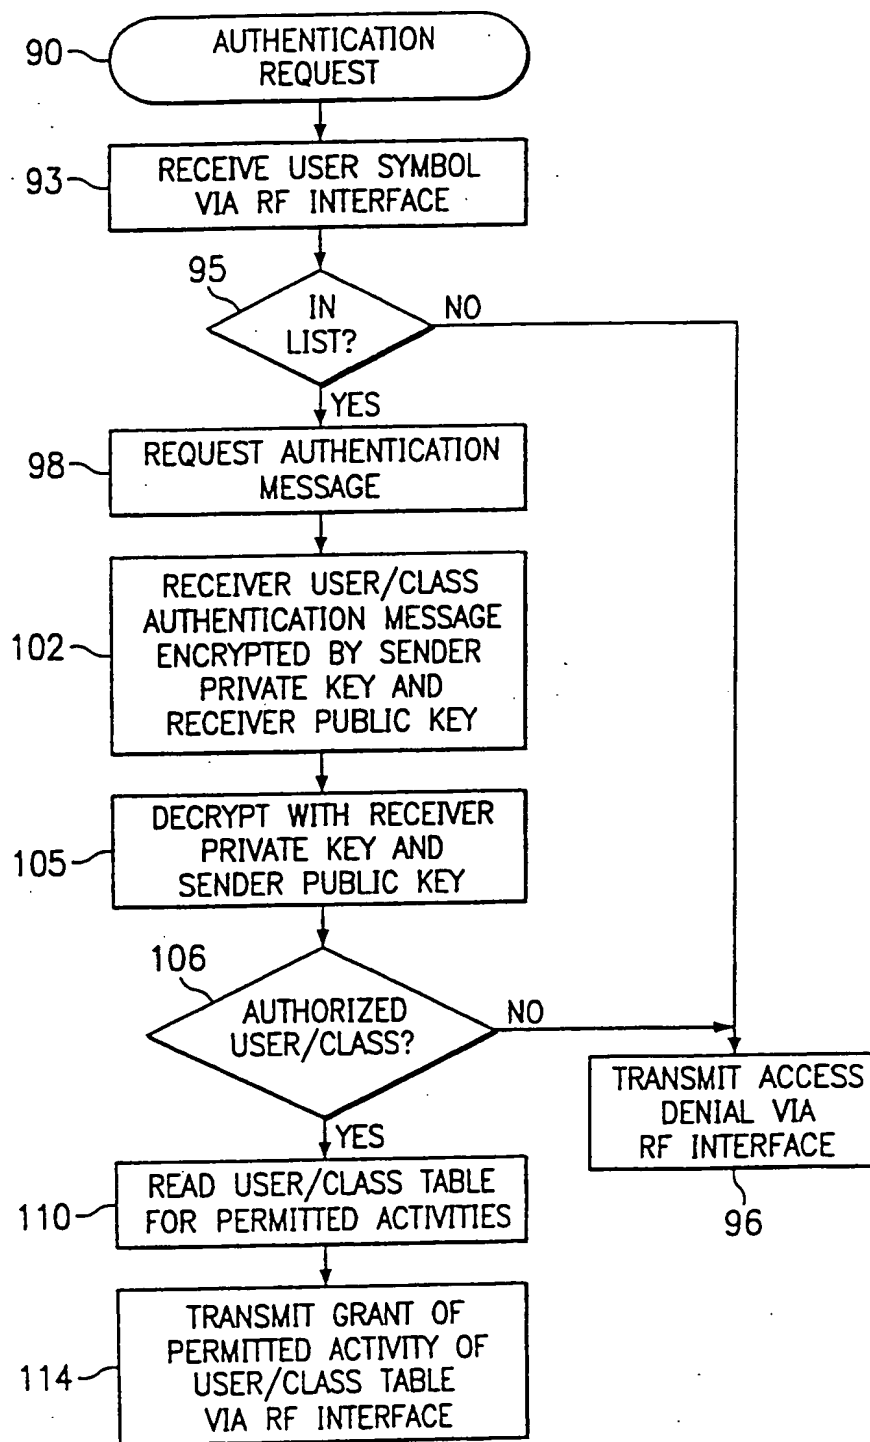 90
AUTHENTICATION
REQUEST
93
RECEIVE USER SYMBOL
VIA RF INTERFACE
95
IN
LIST?
NO
YES
98
REQUEST AUTHENTICATION
MESSAGE
102
RECEIVER USER/CLASS
AUTHENTICATION MESSAGE
ENCRYPTED BY SENDER
PRIVATE KEY AND
RECEIVER PUBLIC KEY
105
DECRYPT WITH RECEIVER
PRIVATE KEY AND
SENDER PUBLIC KEY
106
AUTHORIZED
USER/CLASS?
NO
YES
TRANSMIT ACCESS
DENIAL VIA
RF INTERFACE
96
110
READ USER/CLASS TABLE
FOR PERMITTED ACTIVITIES
114
TRANSMIT GRANT OF
PERMITTED ACTIVITY OF
USER/CLASS TABLE
VIA RF INTERFACE